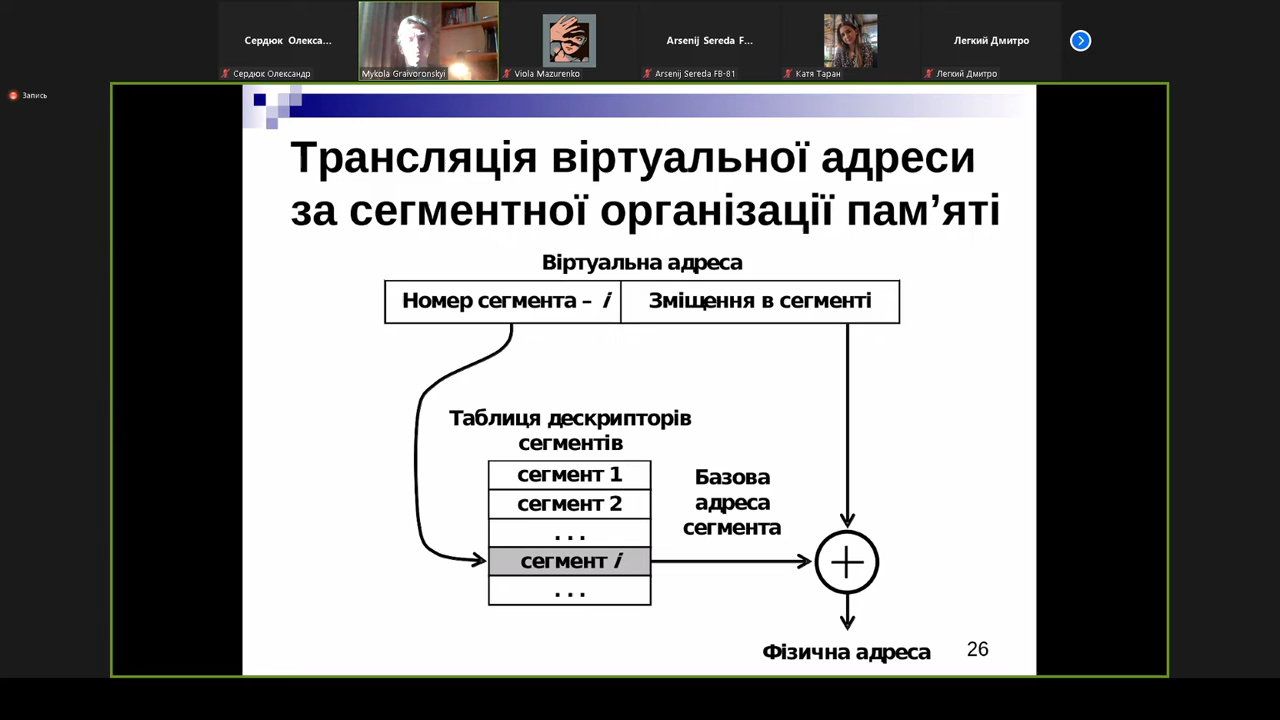 Сердюк Олекса...
Arsenij Sereda F...
Легкий Дмитро
Сердюк Олександр
Mykola Graivoronskyi
Viola Mazurenko
Arsenij Sereda FB-81
Катя Таран
Легкий Дмитро
Запись
Трансляція віртуальної адреси
за сегментної організації пам’яті
Віртуальна адреса
Номер сегмента – i
Зміщення в сегменті
Таблиця дескрипторів
сегментів
сегмент 1
сегмент 2
. . .
сегмент i
. . .
Базова
адреса
сегмента
Фізична адреса
26